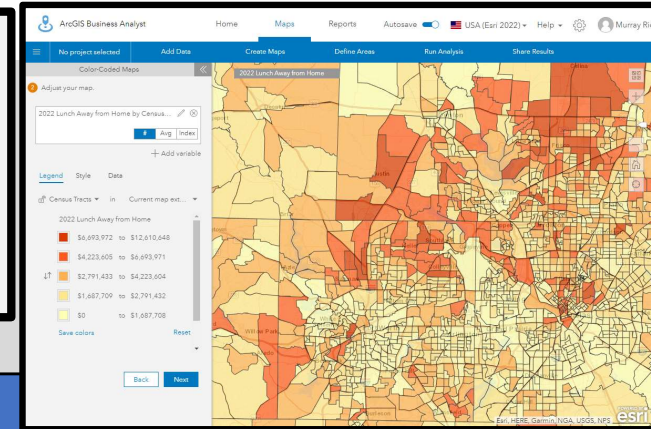 ArcGIS Business Analyst Home Maps Reports Autosave USA (Esri 2022) Help Murray Ric
No project selected Add Data Create Maps Define Areas Run Analysis Share Results
Color-Coded Maps
2022 Lunch Away from Home
2 Adjust your map.
2022 Lunch Away from Home by Census...
# Avg Index
+ Add variable
Legend Style Data
Census Tracts in Current map ext...
2022 Lunch Away from Home
$6,693,972 to $12,610,648
$4,223,605 to $6,693,971
$2,791,433 to $4,223,604
$1,687,709 to $2,791,432
$0 to $1,687,708
Save colors Reset
Back Next
Willow Park
Esri, HERE, Garmin, NGA, USGS, NPS
esri